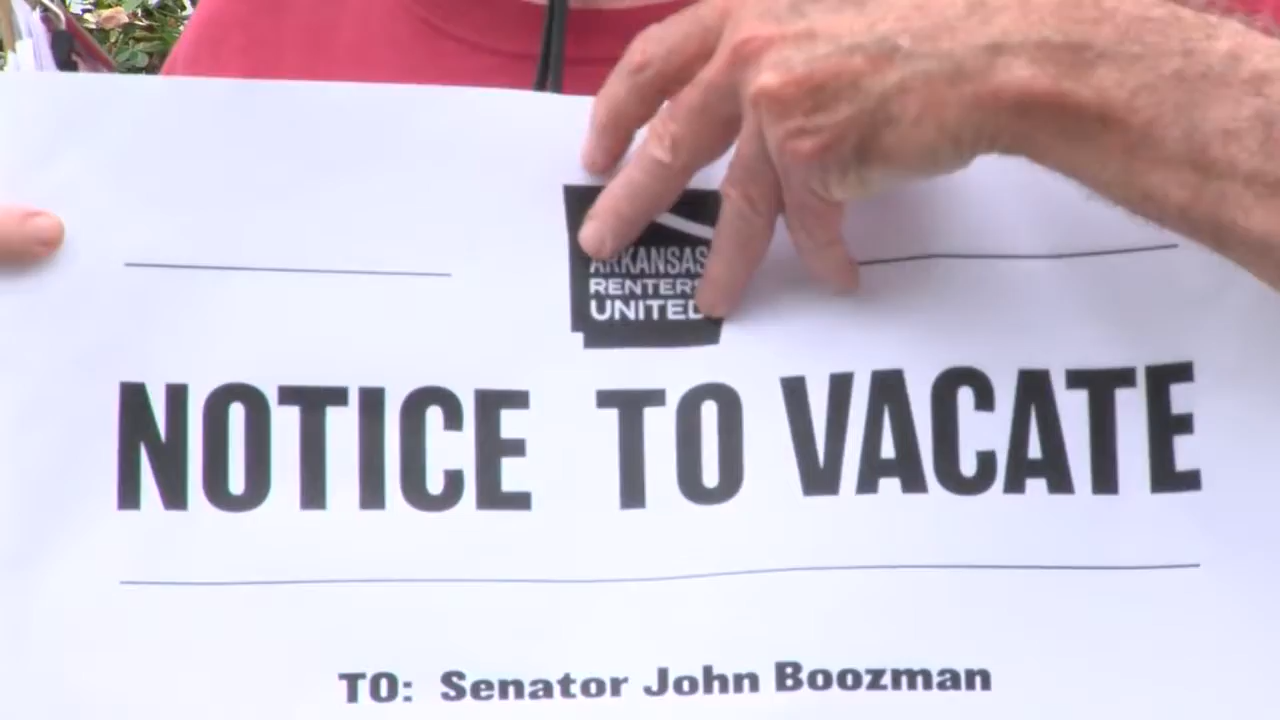 ARKANSAS
RENTERS
UNITED
NOTICE TO VACATE
TO: Senator John Boozman